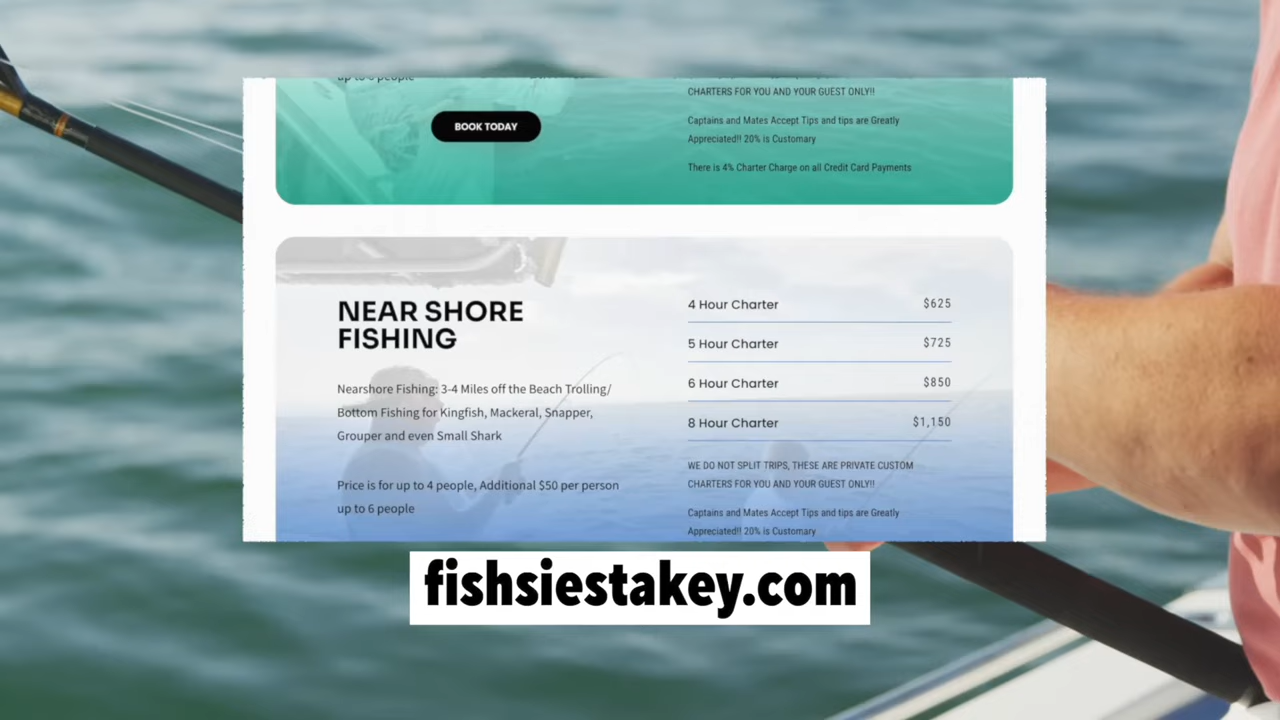 up to 6 people
CHARTERS FOR YOU AND YOUR GUEST ONLY!!
BOOK TODAY
Captains and Mates Accept Tips and tips are Greatly
Appreciated!! 20% is Customary
There is 4% Charter Charge on all Credit Card Payments
NEAR SHORE
FISHING
Nearshore Fishing: 3-4 Miles off the Beach Trolling/
Bottom Fishing for Kingfish, Mackeral, Snapper,
Grouper and even Small Shark
Price is for up to 4 people, Additional $50 per person
up to 6 people
4 Hour Charter $625
5 Hour Charter $725
6 Hour Charter $850
8 Hour Charter $1,150
WE DO NOT SPLIT TRIPS, THESE ARE PRIVATE CUSTOM
CHARTERS FOR YOU AND YOUR GUEST ONLY!!
Captains and Mates Accept Tips and tips are Greatly
Appreciated!! 20% is Customary
fishsiestakey.com